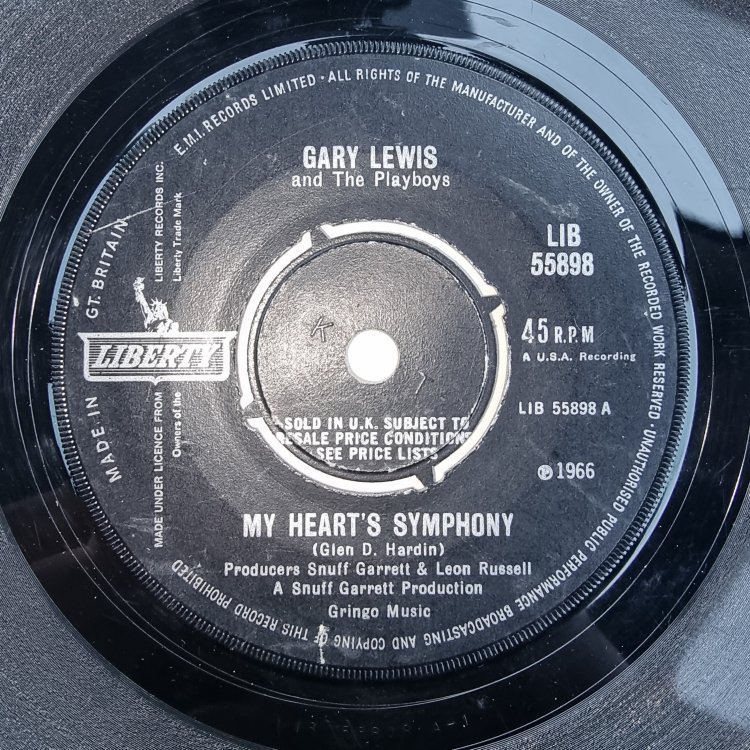 E.M.I. RECORDS LIMITED · ALL RIGHTS OF THE MANUFACTURER AND OF THE OWNER OF THE RECORDED WORK RESERVED · UNAUTHORISED PUBLIC PERFORMANCE BROADCASTING AND COPYING OF THIS RECORD PROHIBITED
MADE IN GT. BRITAIN
GARY LEWIS
and The Playboys
LIBERTY RECORDS INC.
Liberty Trade Mark
LIBERTY
MADE UNDER LICENCE FROM
Owners of the
LIB
55898
45 R.P.M
A U.S.A. Recording
LIB 55898 A
℗ 1966
SOLD IN U.K. SUBJECT TO
RESALE PRICE CONDITIONS
SEE PRICE LISTS
MY HEART'S SYMPHONY
(Glen D. Hardin)
Producers Snuff Garrett & Leon Russell
A Snuff Garrett Production
Gringo Music